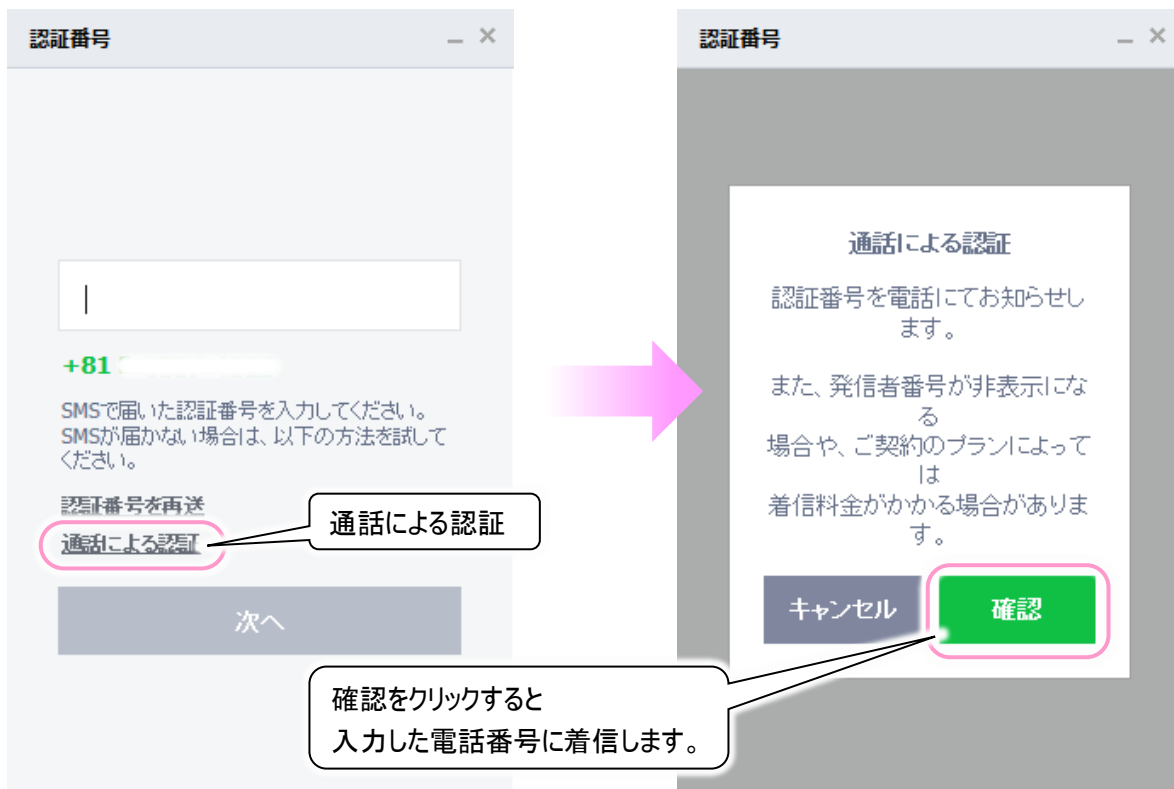 認証番号
+81
SMSで届いた認証番号を入力してください。
SMSが届かない場合は、以下の方法を試して
ください。
認証番号を再送
通話による認証
通話による認証
次へ
認証番号
通話による認証
認証番号を電話にてお知らせし
ます。
また、発信者番号が非表示にな
る
場合や、ご契約のプランによって
は
着信料金がかかる場合がありま
す。
キャンセル
確認
確認をクリックすると
入力した電話番号に着信します。